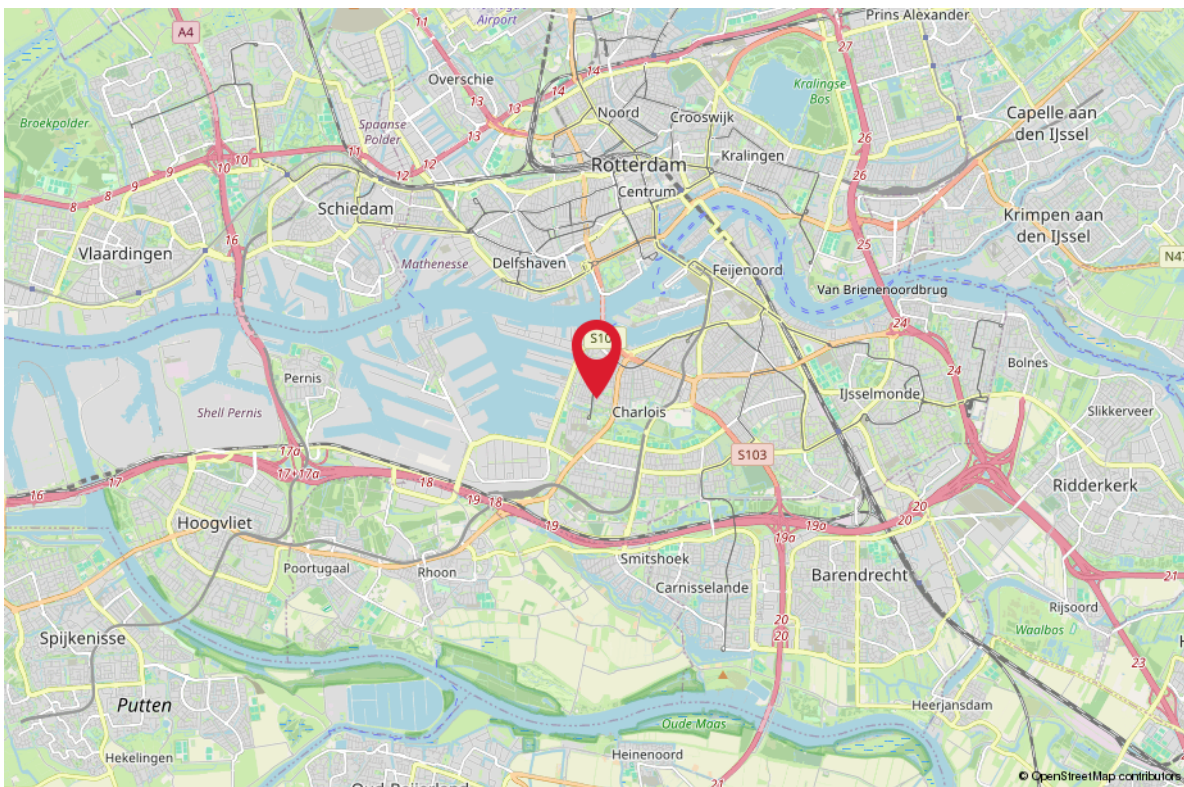 Airport
Prins Alexander
A4
11
27
Overschie
14
13
14
13
13
Kralingse
Bos
Broekpolder
Spaanse
Polder
Noord
Crooswijk
Capelle aan
den IJssel
26
11
12
12
10
10
10
9
9
8
8
Rotterdam
Kralingen
Centrum
26
Schiedam
Krimpen aan
den IJssel
16
25
Vlaardingen
Mathenesse
Delfshaven
Feijenoord
N47
Van Brienenoordbrug
24
S10
24
Bolnes
Pernis
IJsselmonde
Shell Pernis
Charlois
Slikkerveer
17a
S103
17+17a
16
17
18
19
18
Ridderkerk
20
20
Hoogvliet
19
19a
19a
Smitshoek
Poortugaal
Rhoon
Barendrecht
21
Carnisselande
Rijsoord
20
20
Waalbos
Spijkenisse
23
H
Putten
Oude Maas
Heerjansdam
Hekelingen
Heinenoord
21
Oud-Beijerland
© OpenStreetMap contributors